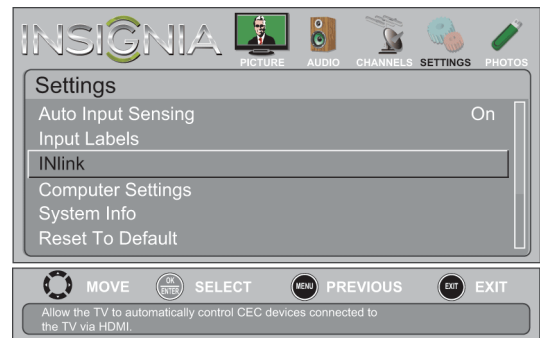 INSIGNIA
PICTURE AUDIO CHANNELS SETTINGS PHOTOS
Settings
Auto Input Sensing On
Input Labels
INlink
Computer Settings
System Info
Reset To Default
MOVE OK ENTER SELECT MENU PREVIOUS EXIT EXIT
Allow the TV to automatically control CEC devices connected to
the TV via HDMI.